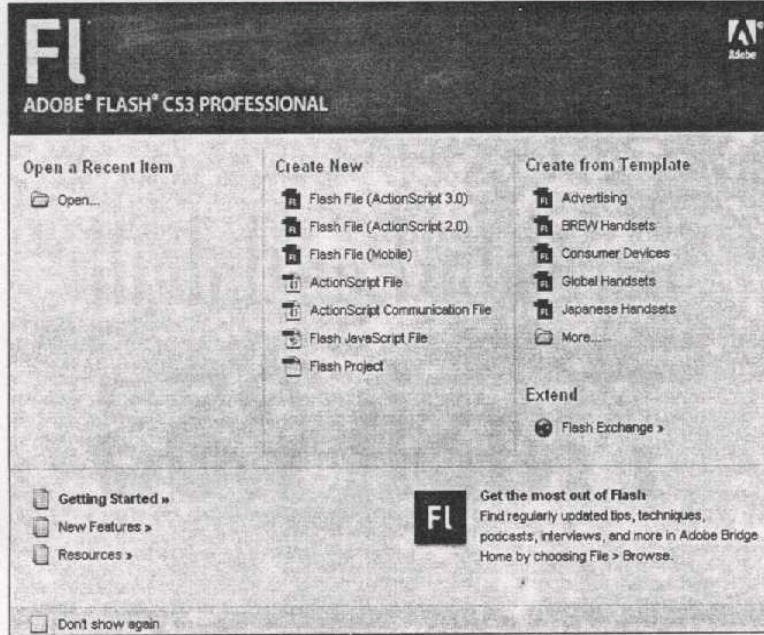 Fl
Adobe
ADOBE® FLASH® CS3 PROFESSIONAL
Open a Recent Item
Open...
Create New
Flash File (ActionScript 3.0)
Flash File (ActionScript 2.0)
Flash File (Mobile)
ActionScript File
ActionScript Communication File
Flash JavaScript File
Flash Project
Create from Template
Advertising
BREW Handsets
Consumer Devices
Global Handsets
Japanese Handsets
More......
Extend
Flash Exchange »
Getting Started »
New Features »
Resources »
Fl
Get the most out of Flash
Find regularly updated tips, techniques,
podcasts, interviews, and more in Adobe Bridge
Home by choosing File > Browse.
Don't show again